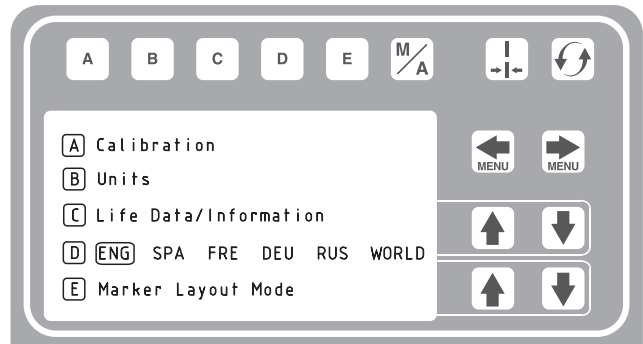 A B C D E M/A
A Calibration
MENU MENU
B Units
C Life Data/Information
D ENG SPA FRE DEU RUS WORLD
E Marker Layout Mode